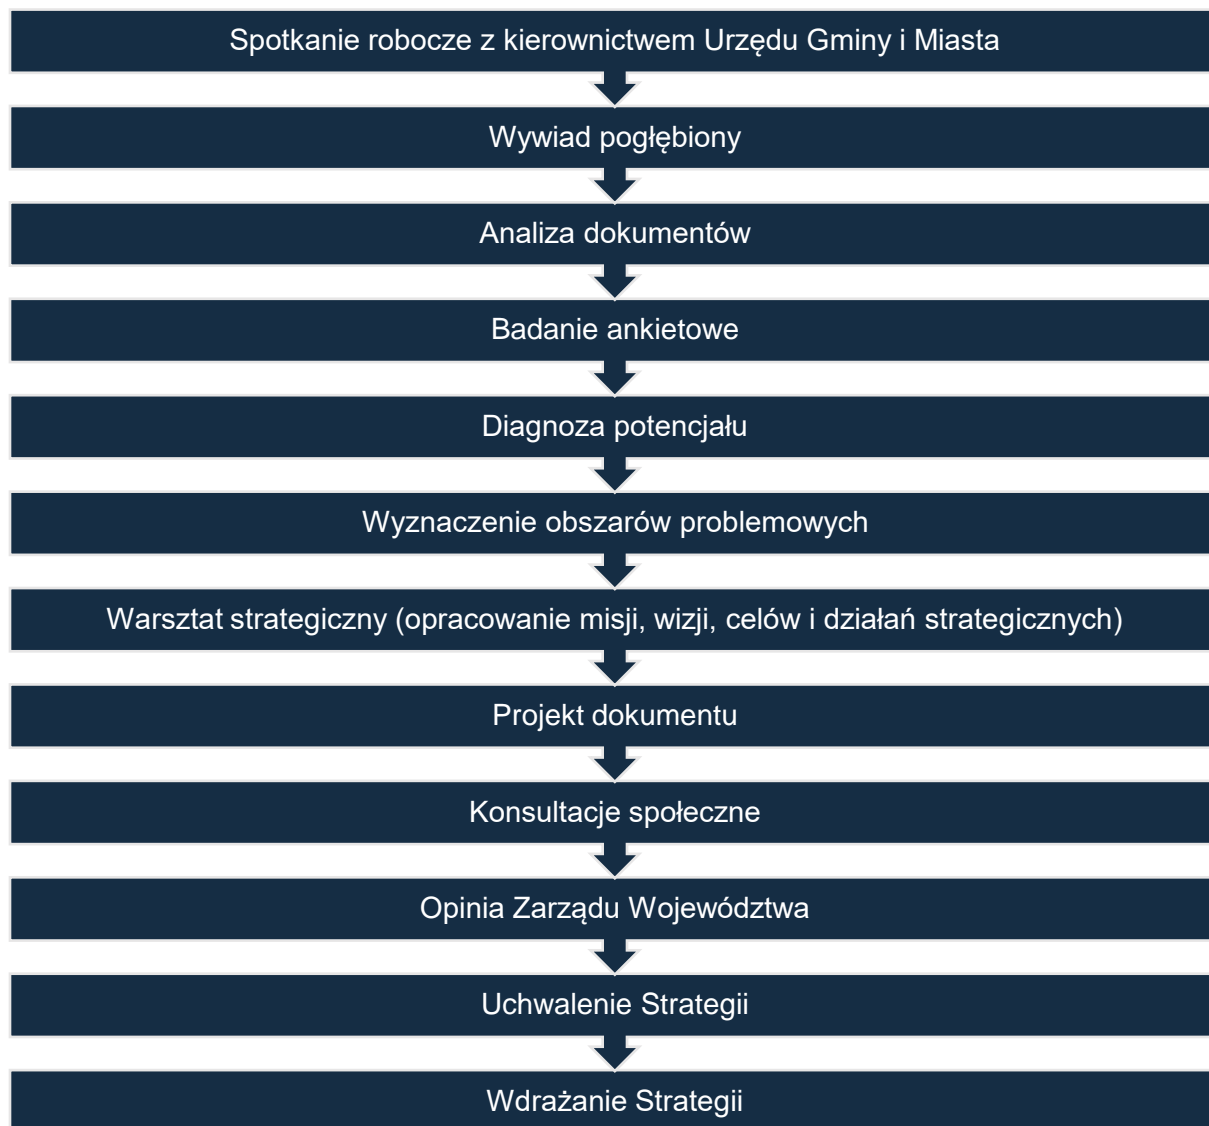 Spotkanie robocze z kierownictwem Urzędu Gminy i Miasta
Wywiad pogłębiony
Analiza dokumentów
Badanie ankietowe
Diagnoza potencjału
Wyznaczenie obszarów problemowych
Warsztat strategiczny (opracowanie misji, wizji, celów i działań strategicznych)
Projekt dokumentu
Konsultacje społeczne
Opinia Zarządu Województwa
Uchwalenie Strategii
Wdrażanie Strategii